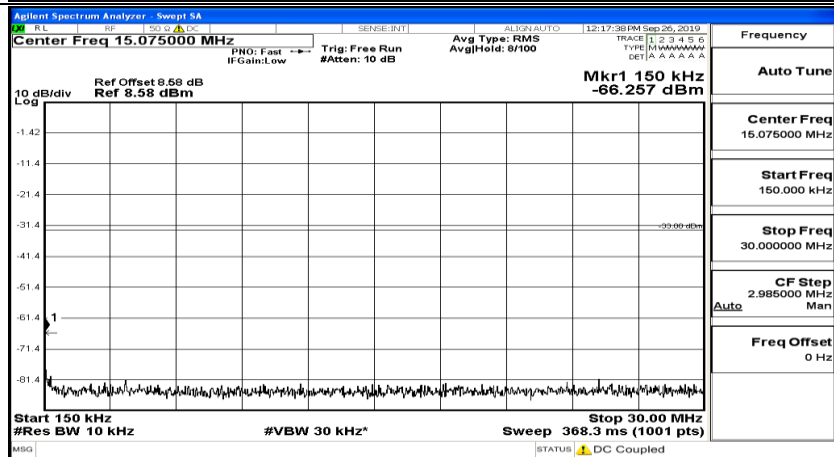 Agilent Spectrum Analyzer - Swept SA
LXI RL RF 50 Ω DC SENSE:INT ALIGN AUTO 12:17:38 PM Sep 26, 2019
Center Freq 15.075000 MHz
PNO: Fast
IFGain:Low
Trig: Free Run
#Atten: 10 dB
Avg Type: RMS
Avg|Hold: 8/100
TRACE 1 2 3 4 5 6
TYPE M W W W W W
DET A A A A A A
Ref Offset 8.58 dB
Ref 8.58 dBm
10 dB/div
Log
Mkr1 150 kHz
-66.257 dBm
-1.42
-11.4
-21.4
-31.4
-33.00 dBm
-41.4
-51.4
-61.4
1
-71.4
-81.4
Start 150 kHz
Stop 30.00 MHz
#Res BW 10 kHz
#VBW 30 kHz*
Sweep 368.3 ms (1001 pts)
MSG
STATUS DC Coupled
Frequency
Auto Tune
Center Freq
15.075000 MHz
Start Freq
150.000 kHz
Stop Freq
30.000000 MHz
CF Step
2.985000 MHz
Auto Man
Freq Offset
0 Hz